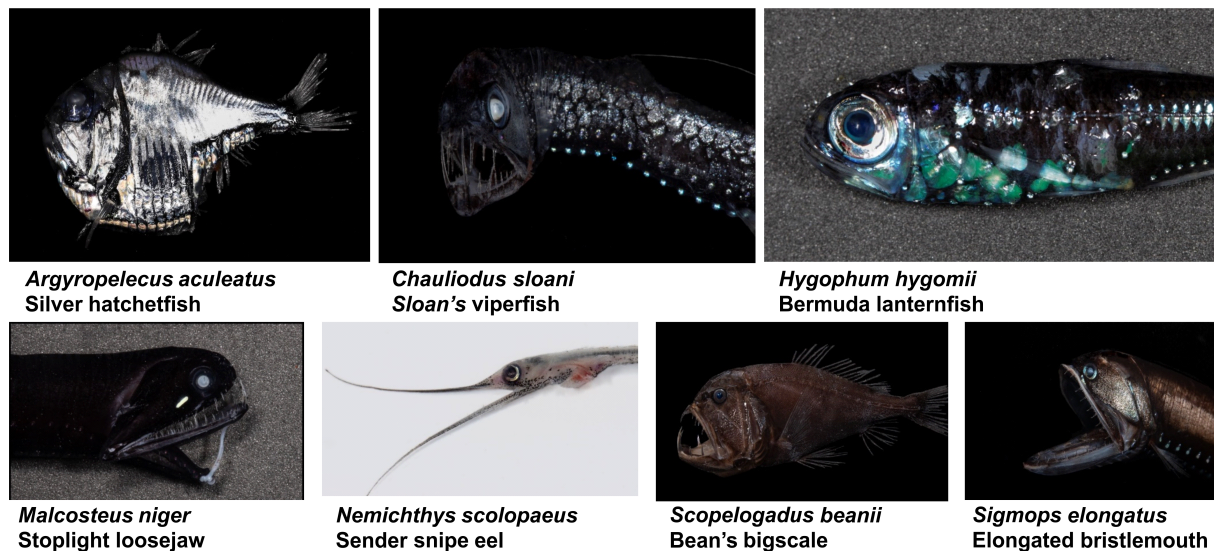 Argyropelecus aculeatus
Silver hatchetfish
Chauliodus sloani
Sloan's viperfish
Hygophum hygomii
Bermuda lanternfish
Malcosteus niger
Stoplight loosejaw
Nemichthys scolopaeus
Sender snipe eel
Scopelogadus beanii
Bean's bigscale
Sigmops elongatus
Elongated bristlemouth